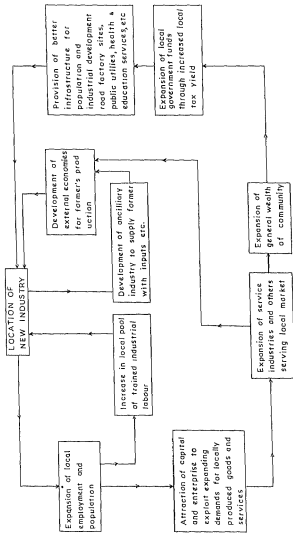 LOCATION OF
NEW INDUSTRY
Expansion of local
employment and
population
Increase in local pool
of trained industrial
labour
Development of ancilliary
industry to supply former
with inputs etc.
Development of
external economies
for former's prod
uction
Provision of better
infrastructure for
population and
industrial development
road factory sites,
public utilies, health &
education services, etc
Attraction of capital
and enterprise to
exploit expanding
demands for locally
produced goods and
services
Expansion of service
industries and others
serving local market
Expansion of
general wealth
of community
Expansion of local
government funds
through increased local
tax yield